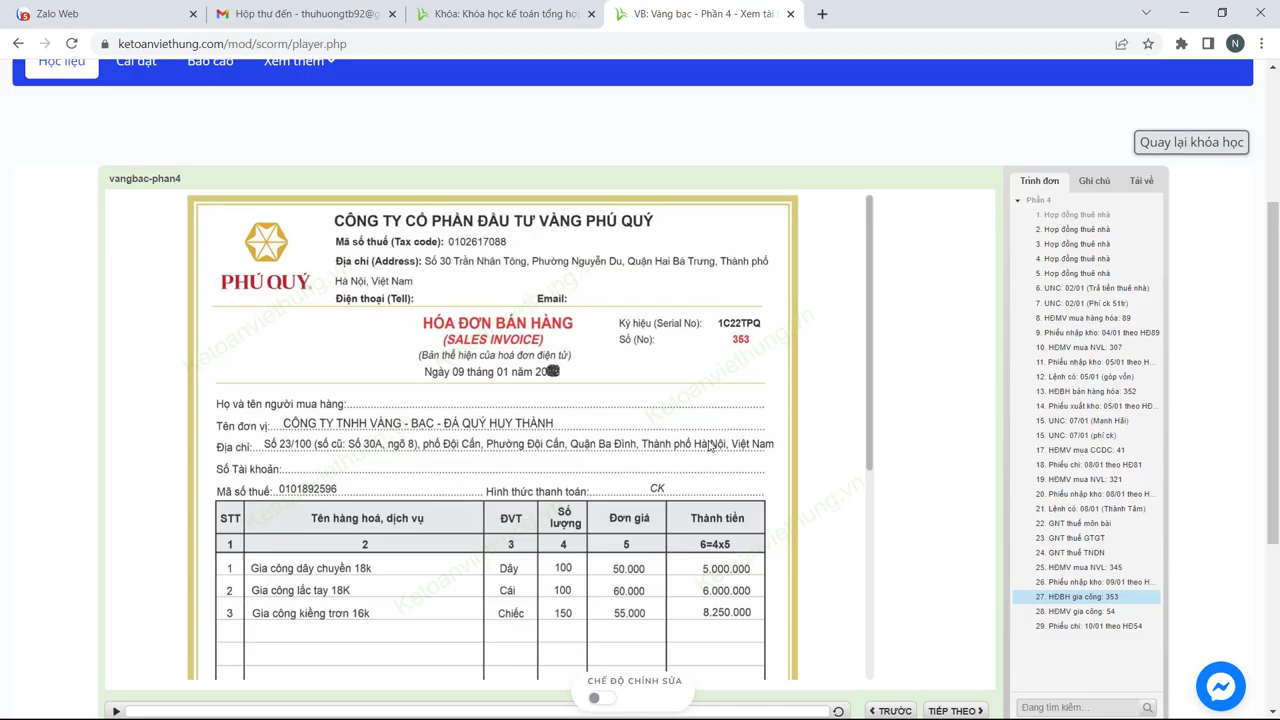 Zalo Web
Hộp thư đến - thuhuongtb92@g
Khóa: Khóa học kế toán tổng hợ
VB: Vàng bạc - Phần 4 - Xem tài l
ketoanviethung.com/mod/scorm/player.php
N
Học liệu
Cài đặt
Báo cáo
Xem thêm
Quay lại khóa học
vangbac-phan4
PHÚ QUÝ
CÔNG TY CỔ PHẦN ĐẦU TƯ VÀNG PHÚ QUÝ
Mã số thuế (Tax code): 0102617088
Địa chỉ (Address): Số 30 Trần Nhân Tông, Phường Nguyễn Du, Quận Hai Bà Trưng, Thành phố
Hà Nội, Việt Nam
Điện thoại (Tell): Email:
HÓA ĐƠN BÁN HÀNG
(SALES INVOICE)
(Bản thể hiện của hoá đơn điện tử)
Ngày 09 tháng 01 năm 20
Ký hiệu (Serial No): 1C22TPQ
Số (No): 353
Họ và tên người mua hàng:
Tên đơn vị: CÔNG TY TNHH VÀNG - BẠC - ĐÁ QUÝ HUY THÀNH
Địa chỉ: Số 23/100 (số cũ: Số 30A, ngõ 8), phố Đội Cấn, Phường Đội Cấn, Quận Ba Đình, Thành phố Hà Nội, Việt Nam
Số Tài khoản:
Mã số thuế: 0101892596 Hình thức thanh toán: CK
STT Tên hàng hoá, dịch vụ ĐVT Số lượng Đơn giá Thành tiền
1 2 3 4 5 6=4x5
1 Gia công dây chuyền 18k Dây 100 50.000 5.000.000
2 Gia công lắc tay 18K Cái 100 60.000 6.000.000
3 Gia công kiềng trơn 16k Chiếc 150 55.000 8.250.000
Ketoanviethung.vn
CHẾ ĐỘ CHỈNH SỬA
TRƯỚC
TIẾP THEO
Trình đơn
Ghi chú
Tải về
Phần 4
1. Hợp đồng thuê nhà
2. Hợp đồng thuê nhà
3. Hợp đồng thuê nhà
4. Hợp đồng thuê nhà
5. Hợp đồng thuê nhà
6. UNC: 02/01 (Trả tiền thuê nhà)
7. UNC: 02/01 (Phí ck 51tr)
8. HĐMV mua hàng hóa: 89
9. Phiếu nhập kho: 04/01 theo HĐ89
10. HĐMV mua NVL: 307
11. Phiếu nhập kho: 05/01 theo H...
12. Lệnh có: 05/01 (góp vốn)
13. HĐBH bán hàng hóa: 352
14. Phiếu xuất kho: 05/01 theo H...
15. UNC: 07/01 (Mạnh Hải)
15. UNC: 07/01 (phí ck)
17. HĐMV mua CCDC: 41
18. Phiếu chi: 08/01 theo HĐ81
19. HĐMV mua NVL: 321
20. Phiếu nhập kho: 08/01 theo H...
21. Lệnh có: 08/01 (Thành Tâm)
22. GNT thuế môn bài
23. GNT thuế GTGT
24. GNT thuế TNDN
25. HĐMV mua NVL: 345
26. Phiếu nhập kho: 09/01 theo H...
27. HĐBH gia công: 353
28. HĐMV gia công: 54
29. Phiếu chi: 10/01 theo HĐ54
Đang tìm kiếm...